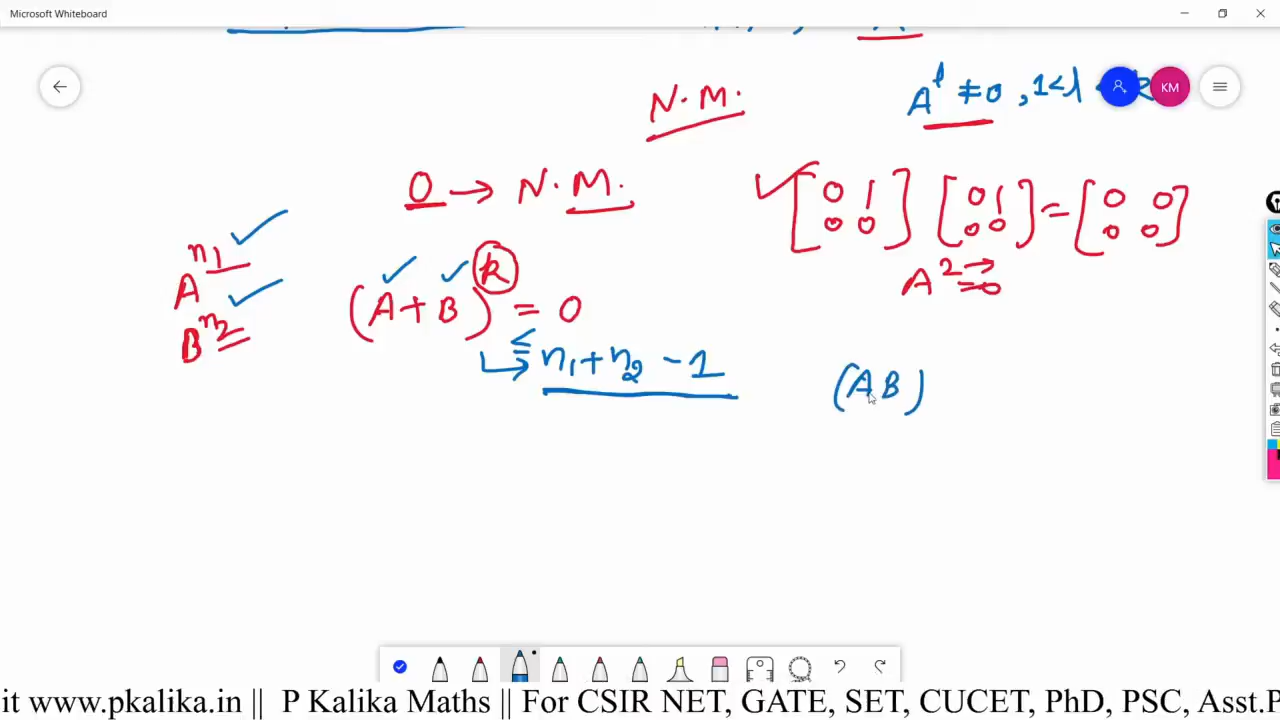 Microsoft Whiteboard
N.M.
A^l ≠ 0 , 1<l
KM
0 → N.M.
[0 1 [0 1 = [0 0
0 0] 0 0] 0 0]
A^n1
A^2 = 0
(A+B)^k = 0
B^n2
≤ n1+n2-1
(AB)
it www.pkalika.in || P Kalika Maths || For CSIR NET, GATE, SET, CUCET, PhD, PSC, Asst.P